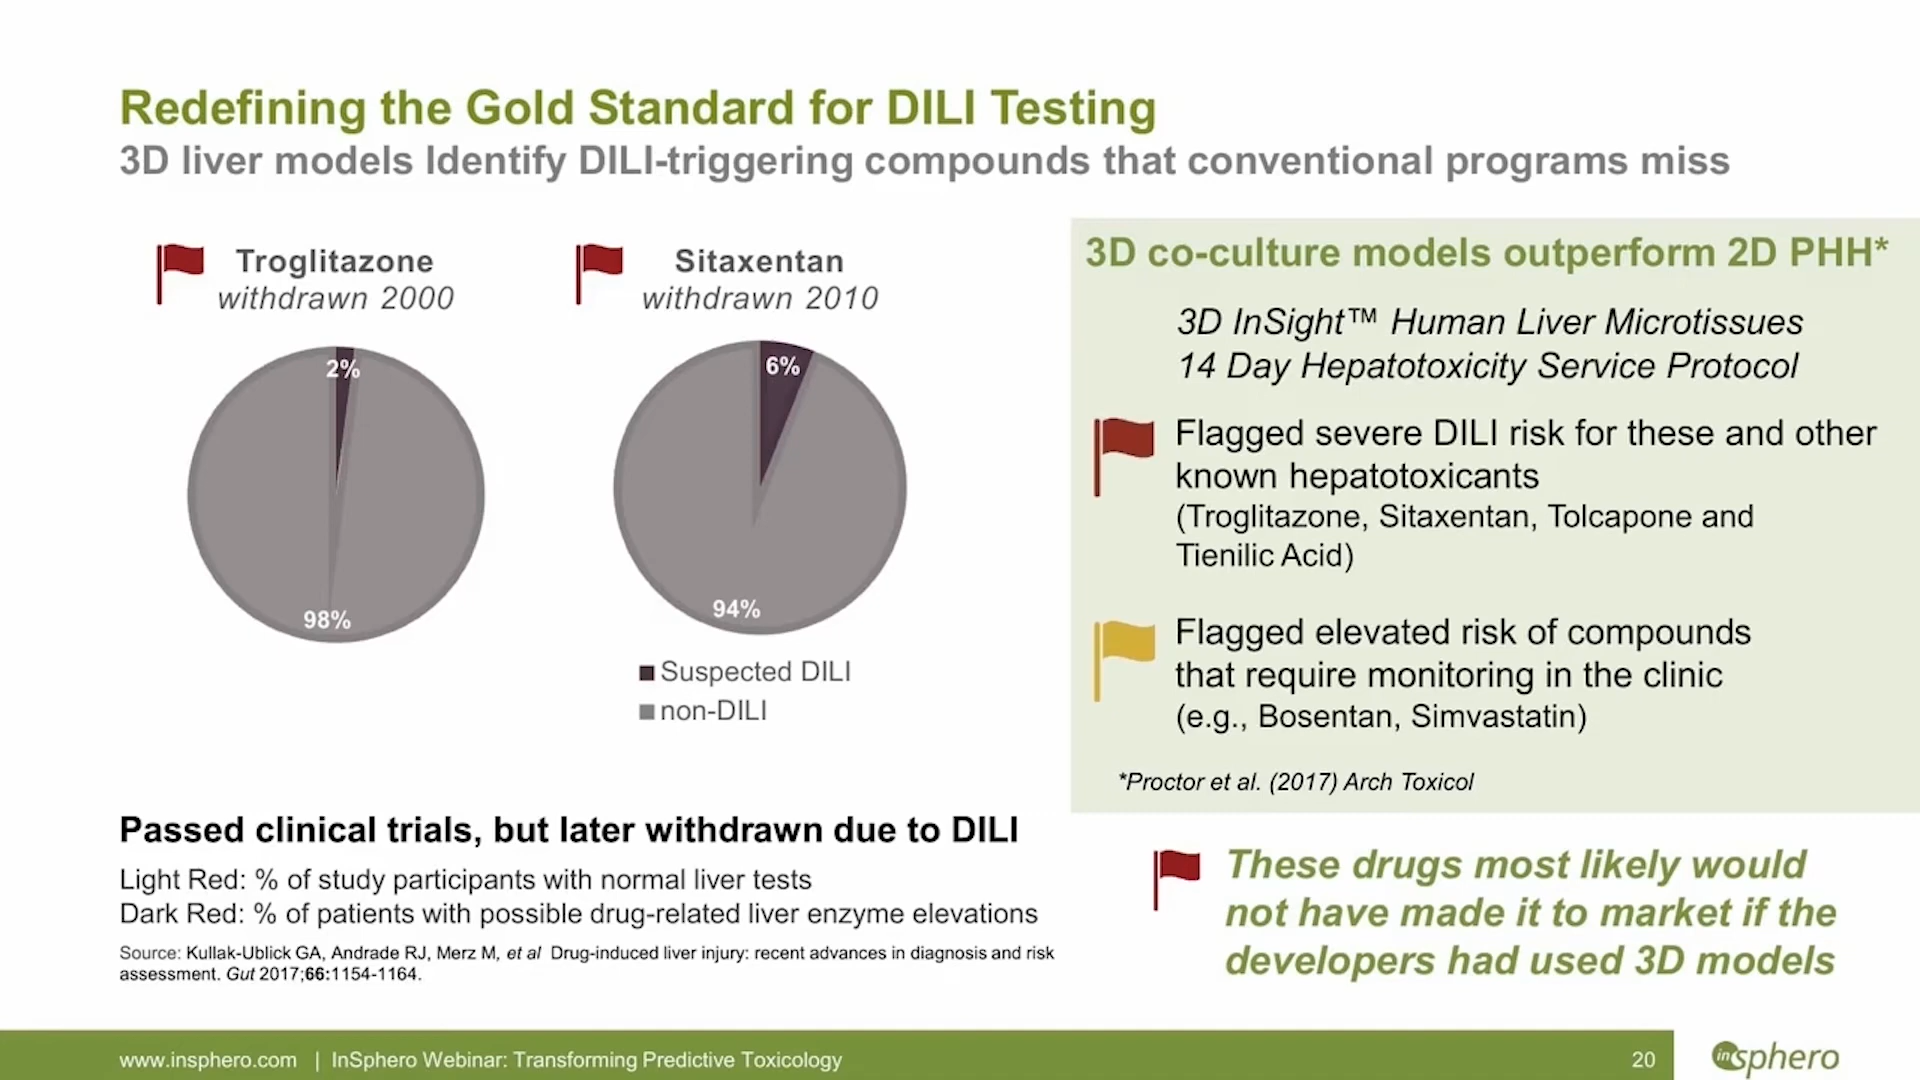 Redefining the Gold Standard for DILI Testing
3D liver models Identify DILI-triggering compounds that conventional programs miss
Troglitazone
withdrawn 2000
2%
98%
Sitaxentan
withdrawn 2010
6%
94%
Suspected DILI
non-DILI
Passed clinical trials, but later withdrawn due to DILI
Light Red: % of study participants with normal liver tests
Dark Red: % of patients with possible drug-related liver enzyme elevations
Source: Kullak-Ublick GA, Andrade RJ, Merz M, et al Drug-induced liver injury: recent advances in diagnosis and risk
assessment. Gut 2017;66:1154-1164.
3D co-culture models outperform 2D PHH*
3D InSight™ Human Liver Microtissues
14 Day Hepatotoxicity Service Protocol
Flagged severe DILI risk for these and other
known hepatotoxicants
(Troglitazone, Sitaxentan, Tolcapone and
Tienilic Acid)
Flagged elevated risk of compounds
that require monitoring in the clinic
(e.g., Bosentan, Simvastatin)
*Proctor et al. (2017) Arch Toxicol
These drugs most likely would
not have made it to market if the
developers had used 3D models
www.insphero.com | InSphero Webinar: Transforming Predictive Toxicology
20
insphero